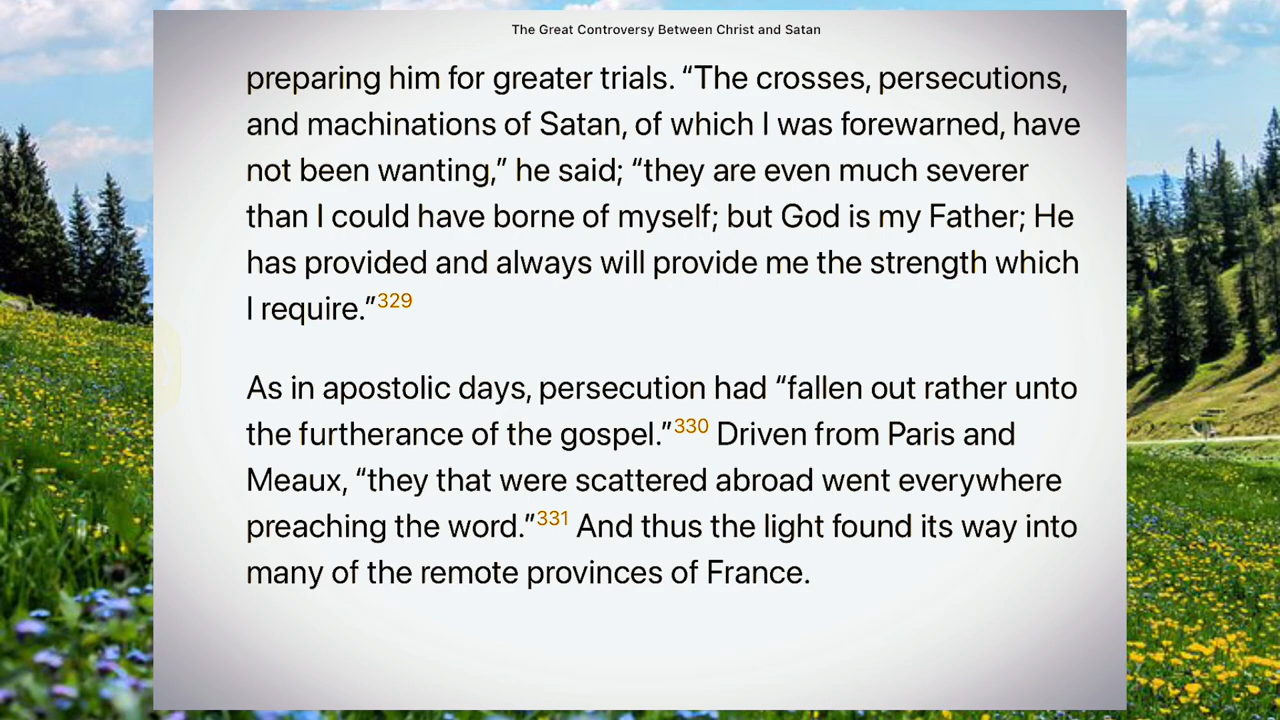 The Great Controversy Between Christ and Satan
preparing him for greater trials. “The crosses, persecutions,
and machinations of Satan, of which I was forewarned, have
not been wanting,” he said; “they are even much severer
than I could have borne of myself; but God is my Father; He
has provided and always will provide me the strength which
I require.”329
As in apostolic days, persecution had “fallen out rather unto
the furtherance of the gospel.”330 Driven from Paris and
Meaux, “they that were scattered abroad went everywhere
preaching the word.”331 And thus the light found its way into
many of the remote provinces of France.